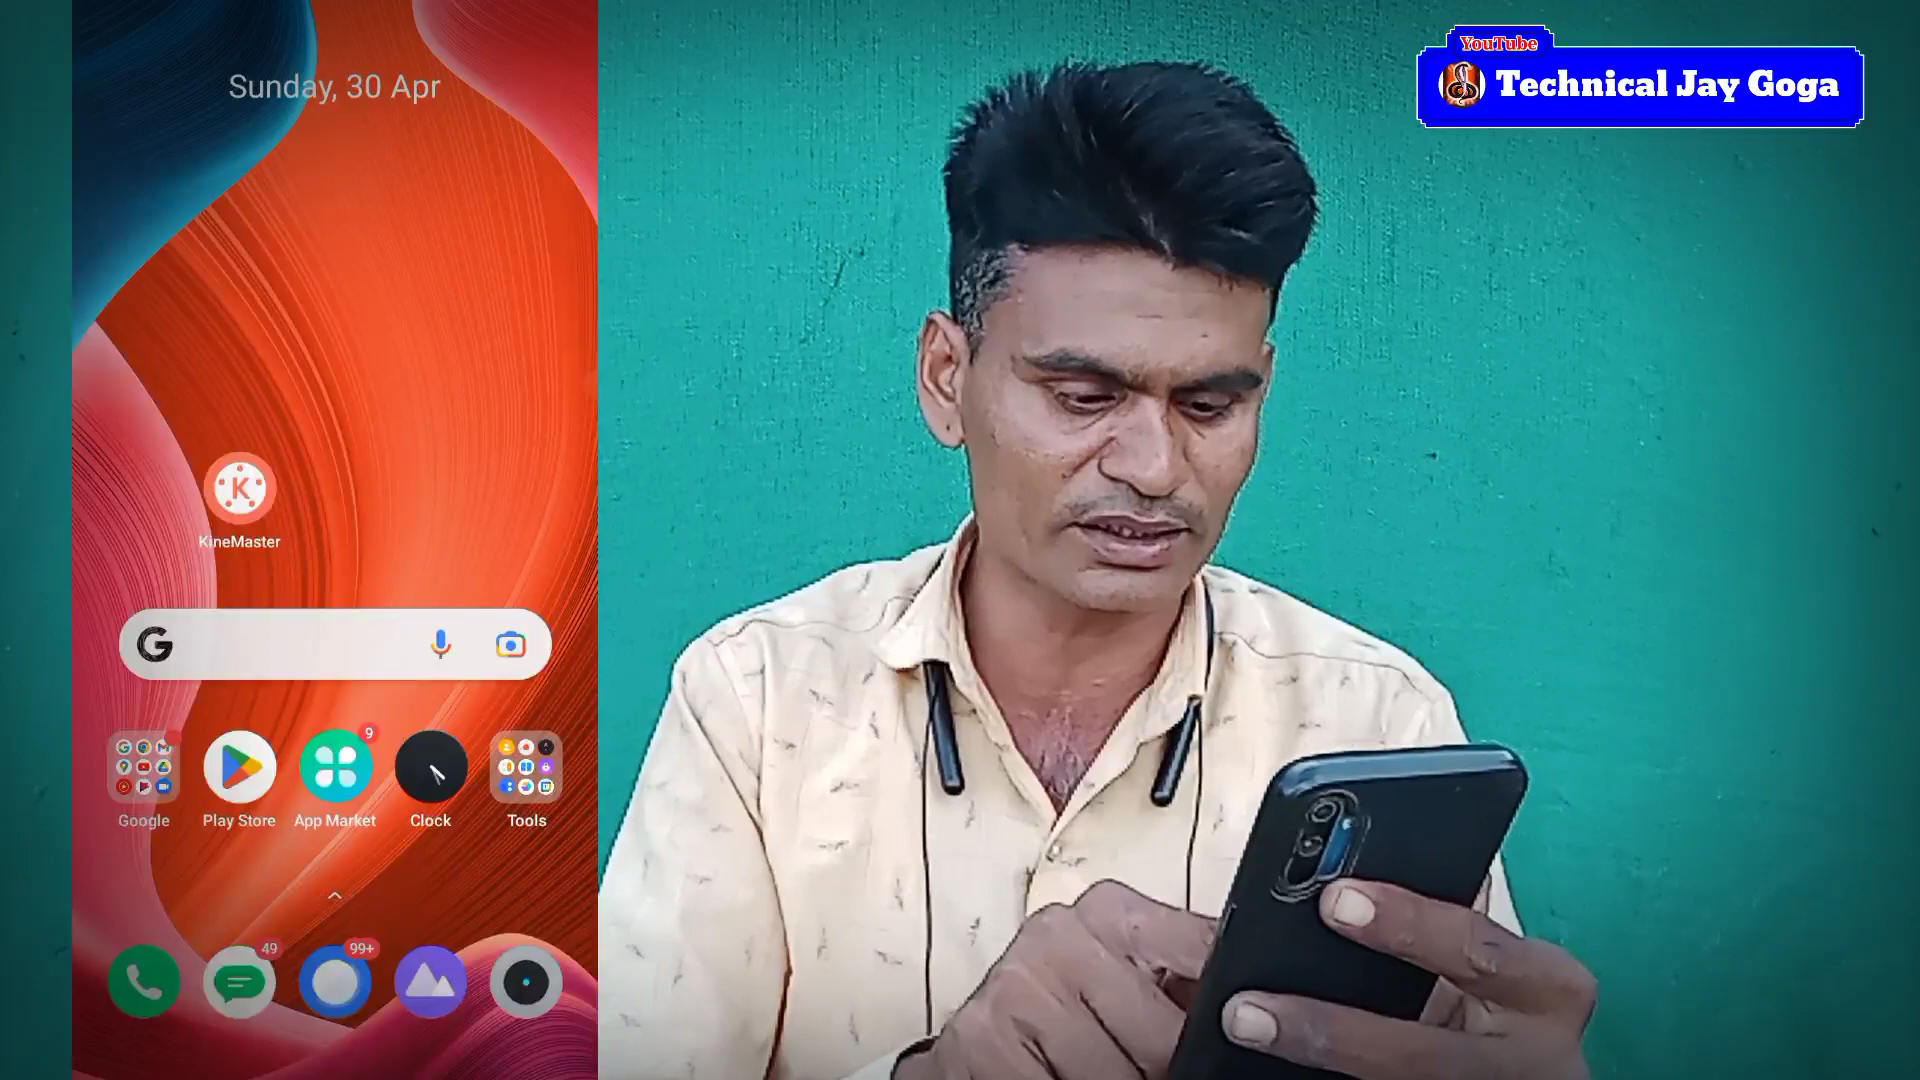 Sunday, 30 Apr
YouTube
Technical Jay Goga
K
KineMaster
G
9
Google
Play Store
App Market
Clock
Tools
49
99+